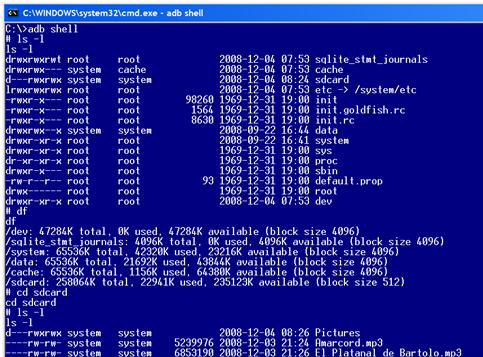 C:\WINDOWS\system32\cmd.exe - adb shell
C:\>adb shell
# ls -l
ls -l
drwxrwxrwt root     root              2008-12-04 07:53 sqlite_stmt_journals
drwxrwx--- system   cache             2008-12-04 07:53 cache
d---rwxrwx system   system            2008-12-04 08:24 sdcard
lrwxrwxrwx root     root              2008-12-04 07:53 etc -> /system/etc
-rwxr-x--- root     root        98260 1969-12-31 19:00 init
-rwxr-x--- root     root         1564 1969-12-31 19:00 init.goldfish.rc
-rwxr-x--- root     root         8630 1969-12-31 19:00 init.rc
drwxrwx--x system   system            2008-09-22 16:44 data
drwxr-xr-x root     root              2008-09-22 16:41 system
drwxr-xr-x root     root              1969-12-31 19:00 sys
dr-xr-xr-x root     root              1969-12-31 19:00 proc
drwxr-x--- root     root              1969-12-31 19:00 sbin
-rw-r--r-- root     root           93 1969-12-31 19:00 default.prop
drwx------ root     root              1969-12-31 19:00 root
drwxr-xr-x root     root              2008-12-04 07:53 dev
# df
df
/dev: 47284K total, 0K used, 47284K available (block size 4096)
/sqlite_stmt_journals: 4096K total, 0K used, 4096K available (block size 4096)
/system: 65536K total, 42320K used, 23216K available (block size 4096)
/data: 65536K total, 21692K used, 43844K available (block size 4096)
/cache: 65536K total, 1156K used, 64380K available (block size 4096)
/sdcard: 258064K total, 22941K used, 235123K available (block size 512)
# cd sdcard
cd sdcard
# ls -l
ls -l
d---rwxrwx system   system            2008-12-04 08:26 Pictures
----rw-rw- system   system    5239976 2008-12-03 21:24 Amarcord.mp3
----rw-rw- system   system    6853190 2008-12-03 21:26 El Platanal de Bartolo.mp3